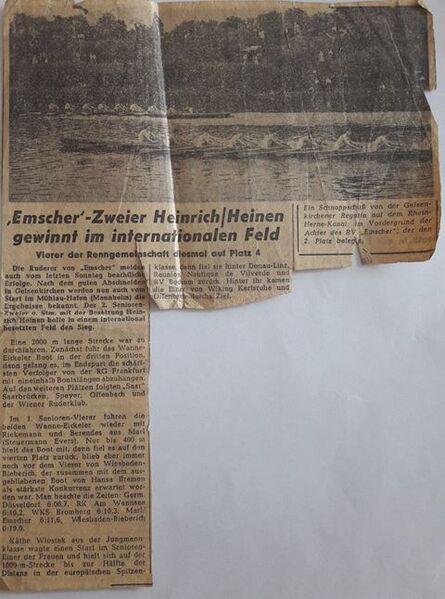 ‚Emscher'-Zweier Heinrich/Heinen
gewinnt im internationalen Feld
Vierer der Renngemeinschaft diesmal auf Platz 4
Die Ruderer von „Emscher" melden
auch vom letzten Sonntag beachtliche
Erfolge. Nach dem guten Abschneiden
in Gelsenkirchen werden nun auch vom
Start im Mühlau-Hafen (Mannheim) die
Ergebnisse bekannt. Der 2. Senioren-
Zweier o. Stm. mit der Besatzung Hein-
rich Heinen holte in einem international
besetzten Feld den Sieg.
Eine 2000 m lange Strecke war zu
durchfahren. Zunächst fuhr das Wanne-
Eickeler Boot in der dritten Position,
dann gelang es, im Endspurt die schärf-
sten Verfolger von der RG Frankfurt
mit eineinhalb Bootslängen abzuhängen.
Auf den weiteren Plätzen folgten „Saar"
Saarbrücken, Speyer, Offenbach und
der Wiener Ruderklub.
Im 1. Senioren-Vierer fuhren die
beiden Wanne-Eickeler wieder mit
Riekemann und Berendes aus Marl
(Steuermann Evers). Nur bis 400 m
hielt das Boot mit, dann fiel es auf den
vierten Platz zurück, blieb aber immer
noch vor dem Vierer von Wiesbaden-
Bieberich, der zusammen mit dem aus-
gebliebenen Boot von Hansa Bremen
als stärkste Konkurrenz erwartet wor-
den war. Man beachte die Zeiten: Germ.
Düsseldorf 6:06,7, RK Am Wannsee
6:10,2, WKS Bromberg 6:10,3, Marl/
Emscher 6:11,6, Wiesbaden-Bieberich
6:19,0.
Käthe Wlostek aus der Jungmann
klasse wagte einen Start im Senioren-
Einer der Frauen und hielt sich auf der
1000-m-Strecke bis zur Hälfte der
Distanz in der europäischen Spitzen-
klasse, dann fiel sie hinter Donau-Linz,
Reunion Nautique de Vilverde und
RV Bochum zurück. Hinter ihr kamen
die Einer von Wiking Karlsruhe und
Offenbach durchs Ziel.
Ein Schnappschuß von der Gelsen-
kirchener Regatta auf dem Rhein-
Herne-Kanal: im Vordergrund der
Achter des RV „Emscher", der den
2. Platz belegte.